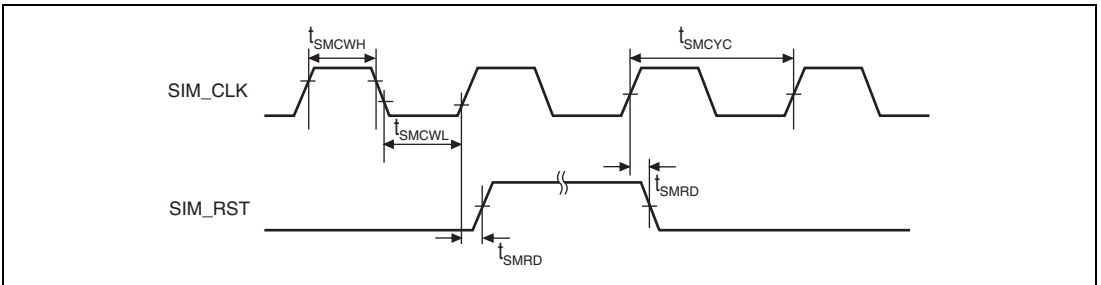 tSMCWH
tSMCYC
SIM_CLK
tSMCWL
tSMRD
SIM_RST
tSMRD